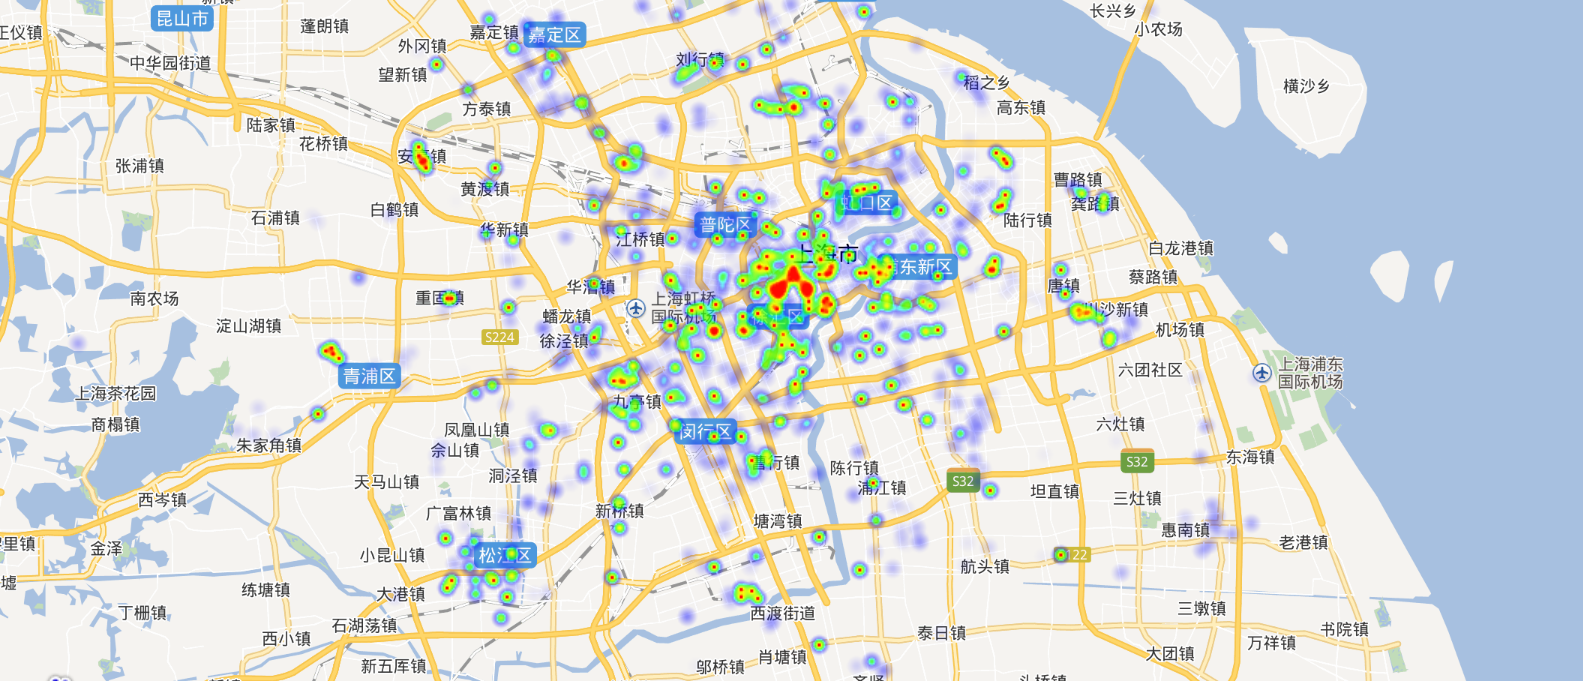 昆山市
蓬朗镇
嘉定镇
嘉定区
长兴乡
小农场
正仪镇
外冈镇
中华园街道
望新镇
刘行镇
稻之乡
横沙乡
方泰镇
高东镇
陆家镇
花桥镇
张浦镇
安亭镇
黄渡镇
曹路镇
龚路镇
虹口区
石浦镇
白鹤镇
陆行镇
普陀区
华新镇
江桥镇
上海市
白龙港镇
浦东新区
蔡路镇
唐镇
华漕镇
南农场
重固镇
上海虹桥
国际机场
川沙新镇
蟠龙镇
徐汇区
淀山湖镇
S224
徐泾镇
机场镇
青浦区
上海浦东
国际机场
六团社区
上海茶花园
九亭镇
商榻镇
凤凰山镇
闵行区
六灶镇
朱家角镇
佘山镇
曹行镇
陈行镇
S32
东海镇
洞泾镇
天马山镇
浦江镇
S32
坦直镇
三灶镇
西岑镇
广富林镇
新桥镇
塘湾镇
惠南镇
金泽
小昆山镇
松江区
22
老港镇
航头镇
练塘镇
大港镇
丁栅镇
西渡街道
三墩镇
石湖荡镇
西小镇
泰日镇
书院镇
万祥镇
新五厍镇
邬桥镇
肖塘镇
大团镇